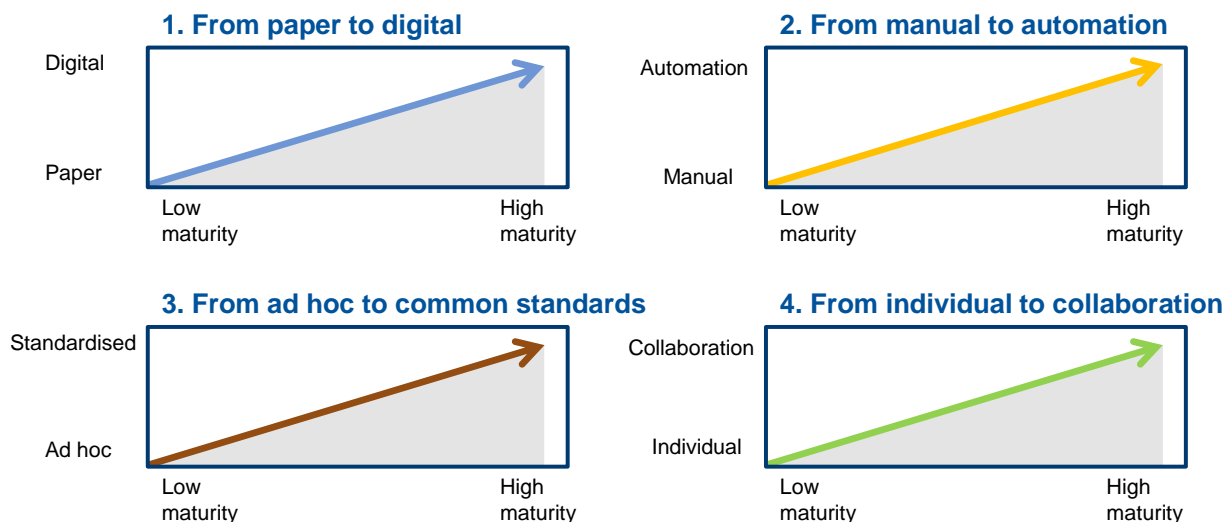 1. From paper to digital
Digital
Paper
Low
maturity
High
maturity
2. From manual to automation
Automation
Manual
Low
maturity
High
maturity
3. From ad hoc to common standards
Standardised
Ad hoc
Low
maturity
High
maturity
4. From individual to collaboration
Collaboration
Individual
Low
maturity
High
maturity